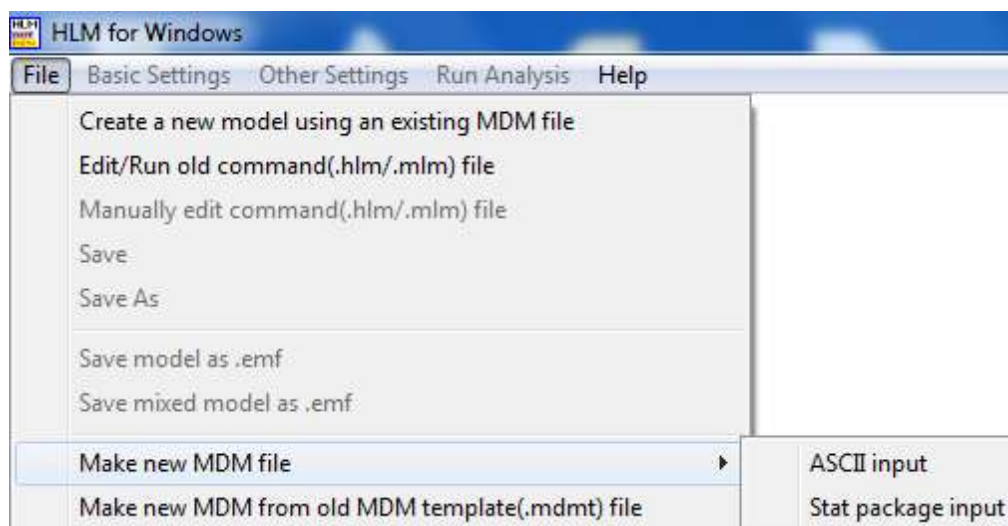 HLM for Windows
File Basic Settings Other Settings Run Analysis Help
Create a new model using an existing MDM file
Edit/Run old command(.hlm/.mlm) file
Manually edit command(.hlm/.mlm) file
Save
Save As
Save model as .emf
Save mixed model as .emf
Make new MDM file
ASCII input
Make new MDM from old MDM template(.mdmt) file
Stat package input